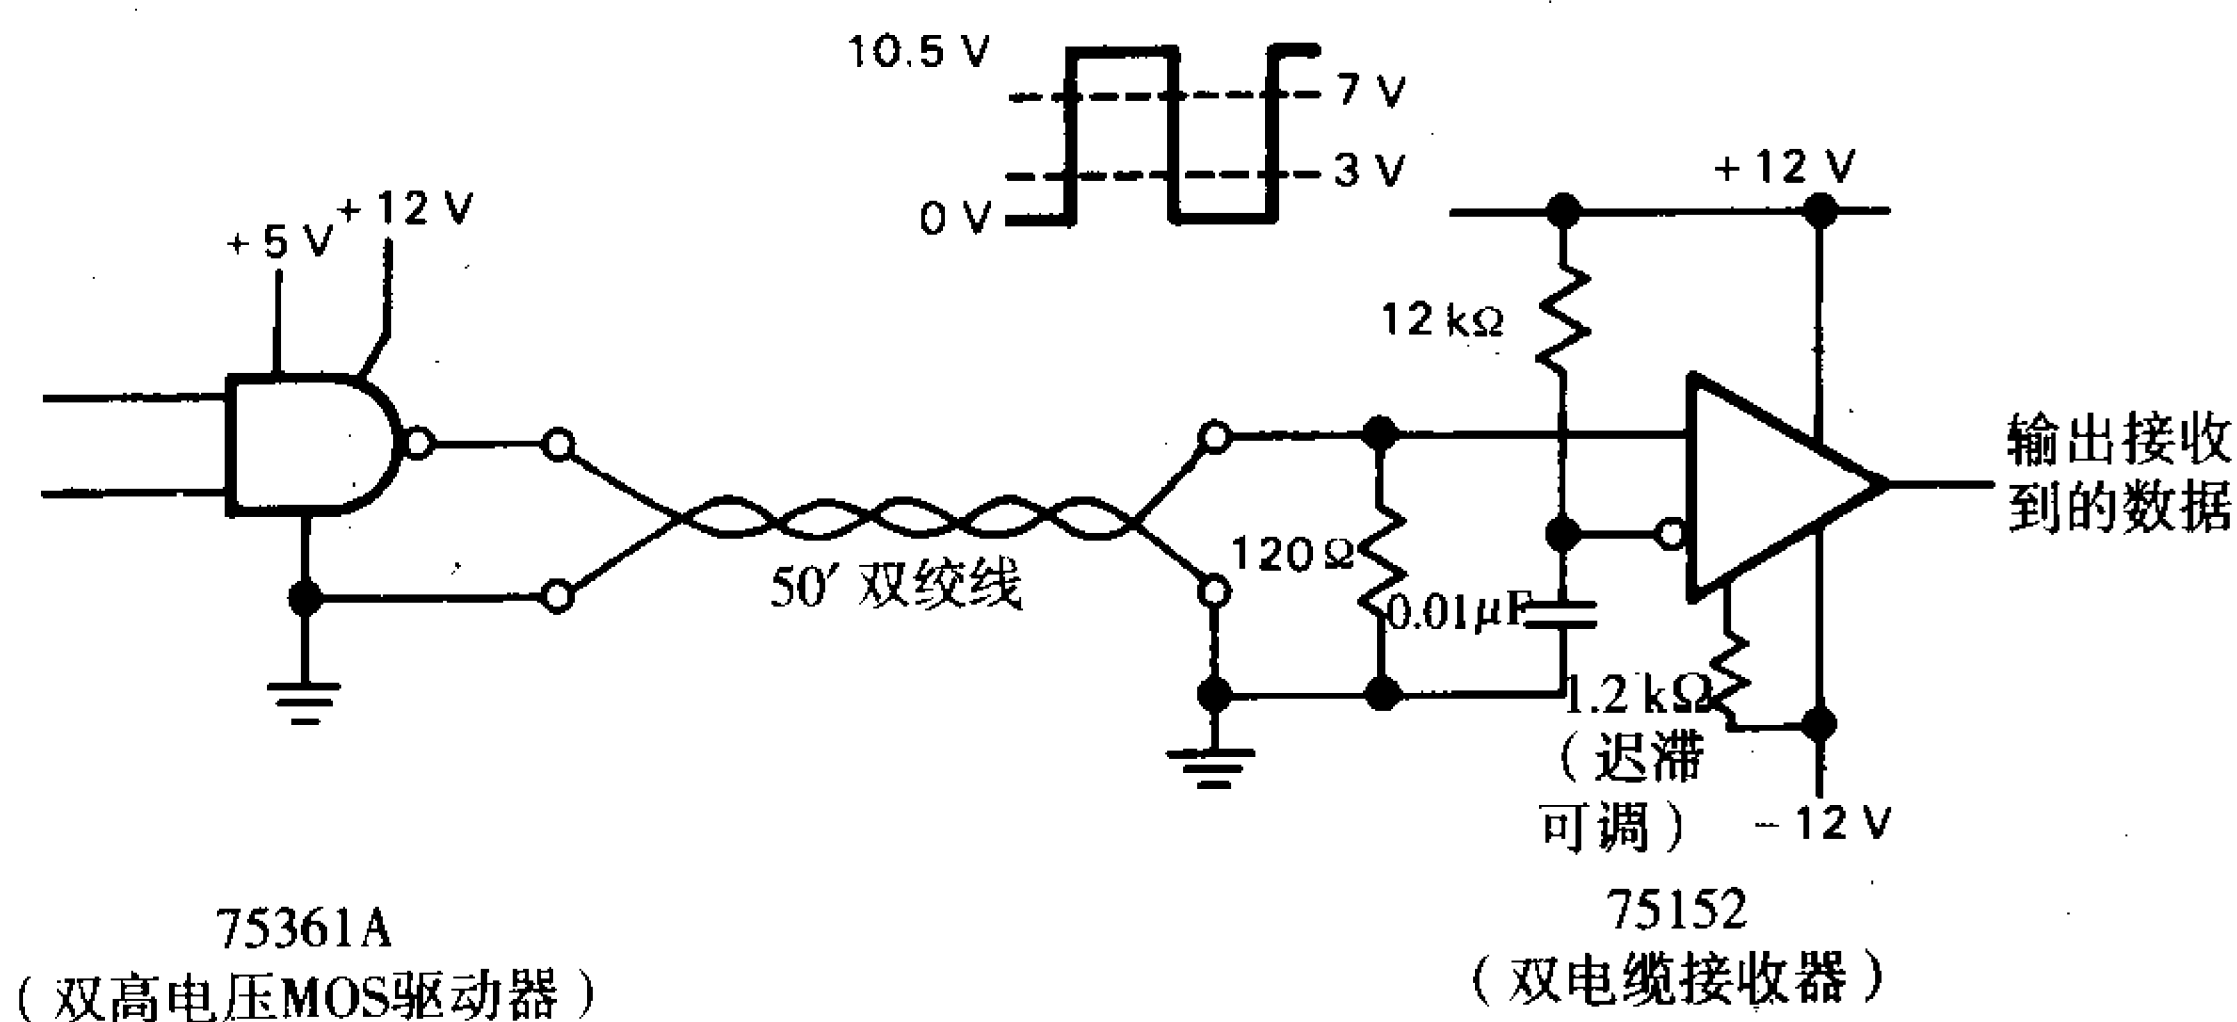 10.5 V
7 V
3 V
0 V
+ 12 V
+ 5 V
+ 12 V
12 kΩ
输出接收
到的数据
50′ 双绞线
120 Ω
0.01μF
1.2 kΩ
（迟滞
可调）
- 12 V
75361A
（双高电压MOS驱动器）
75152
（双电缆接收器）